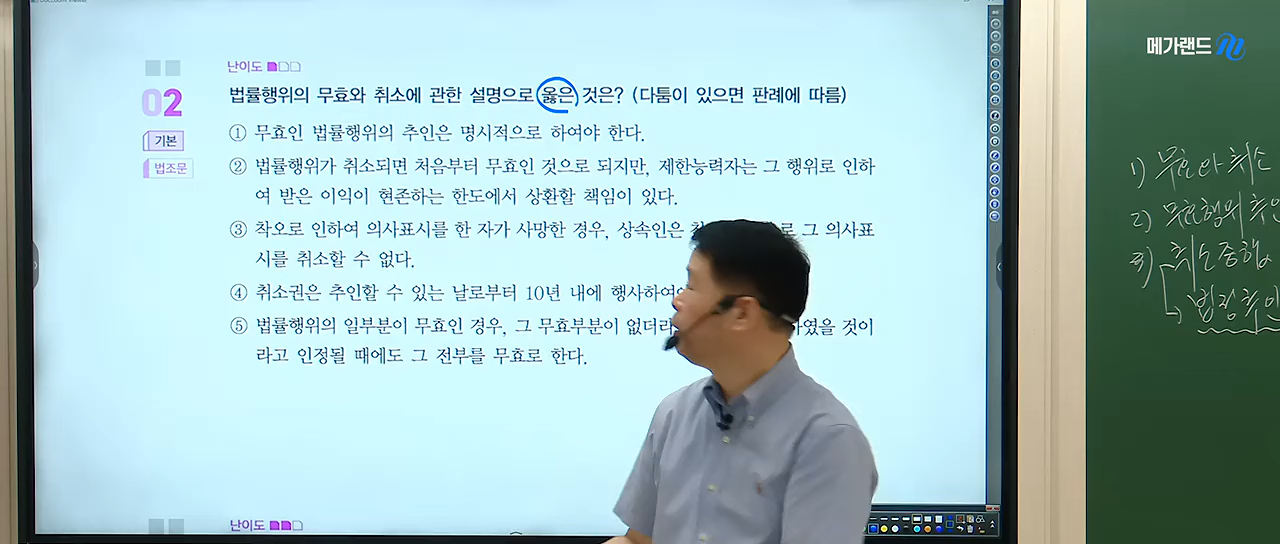 메가랜드
난이도
02
기본
법조문
법률행위의 무효와 취소에 관한 설명으로 옳은 것은? (다툼이 있으면 판례에 따름)
① 무효인 법률행위의 추인은 명시적으로 하여야 한다.
② 법률행위가 취소되면 처음부터 무효인 것으로 되지만, 제한능력자는 그 행위로 인하
여 받은 이익이 현존하는 한도에서 상환할 책임이 있다.
③ 착오로 인하여 의사표시를 한 자가 사망한 경우, 상속인은 그 의사표
시를 취소할 수 없다.
④ 취소권은 추인할 수 있는 날로부터 10년 내에 행사하여야
⑤ 법률행위의 일부분이 무효인 경우, 그 무효부분이 없더라 하였을 것이
라고 인정될 때에도 그 전부를 무효로 한다.
난이도
1) 무효와 취소
2) 무효행위 추인
3) 취소
법정추인